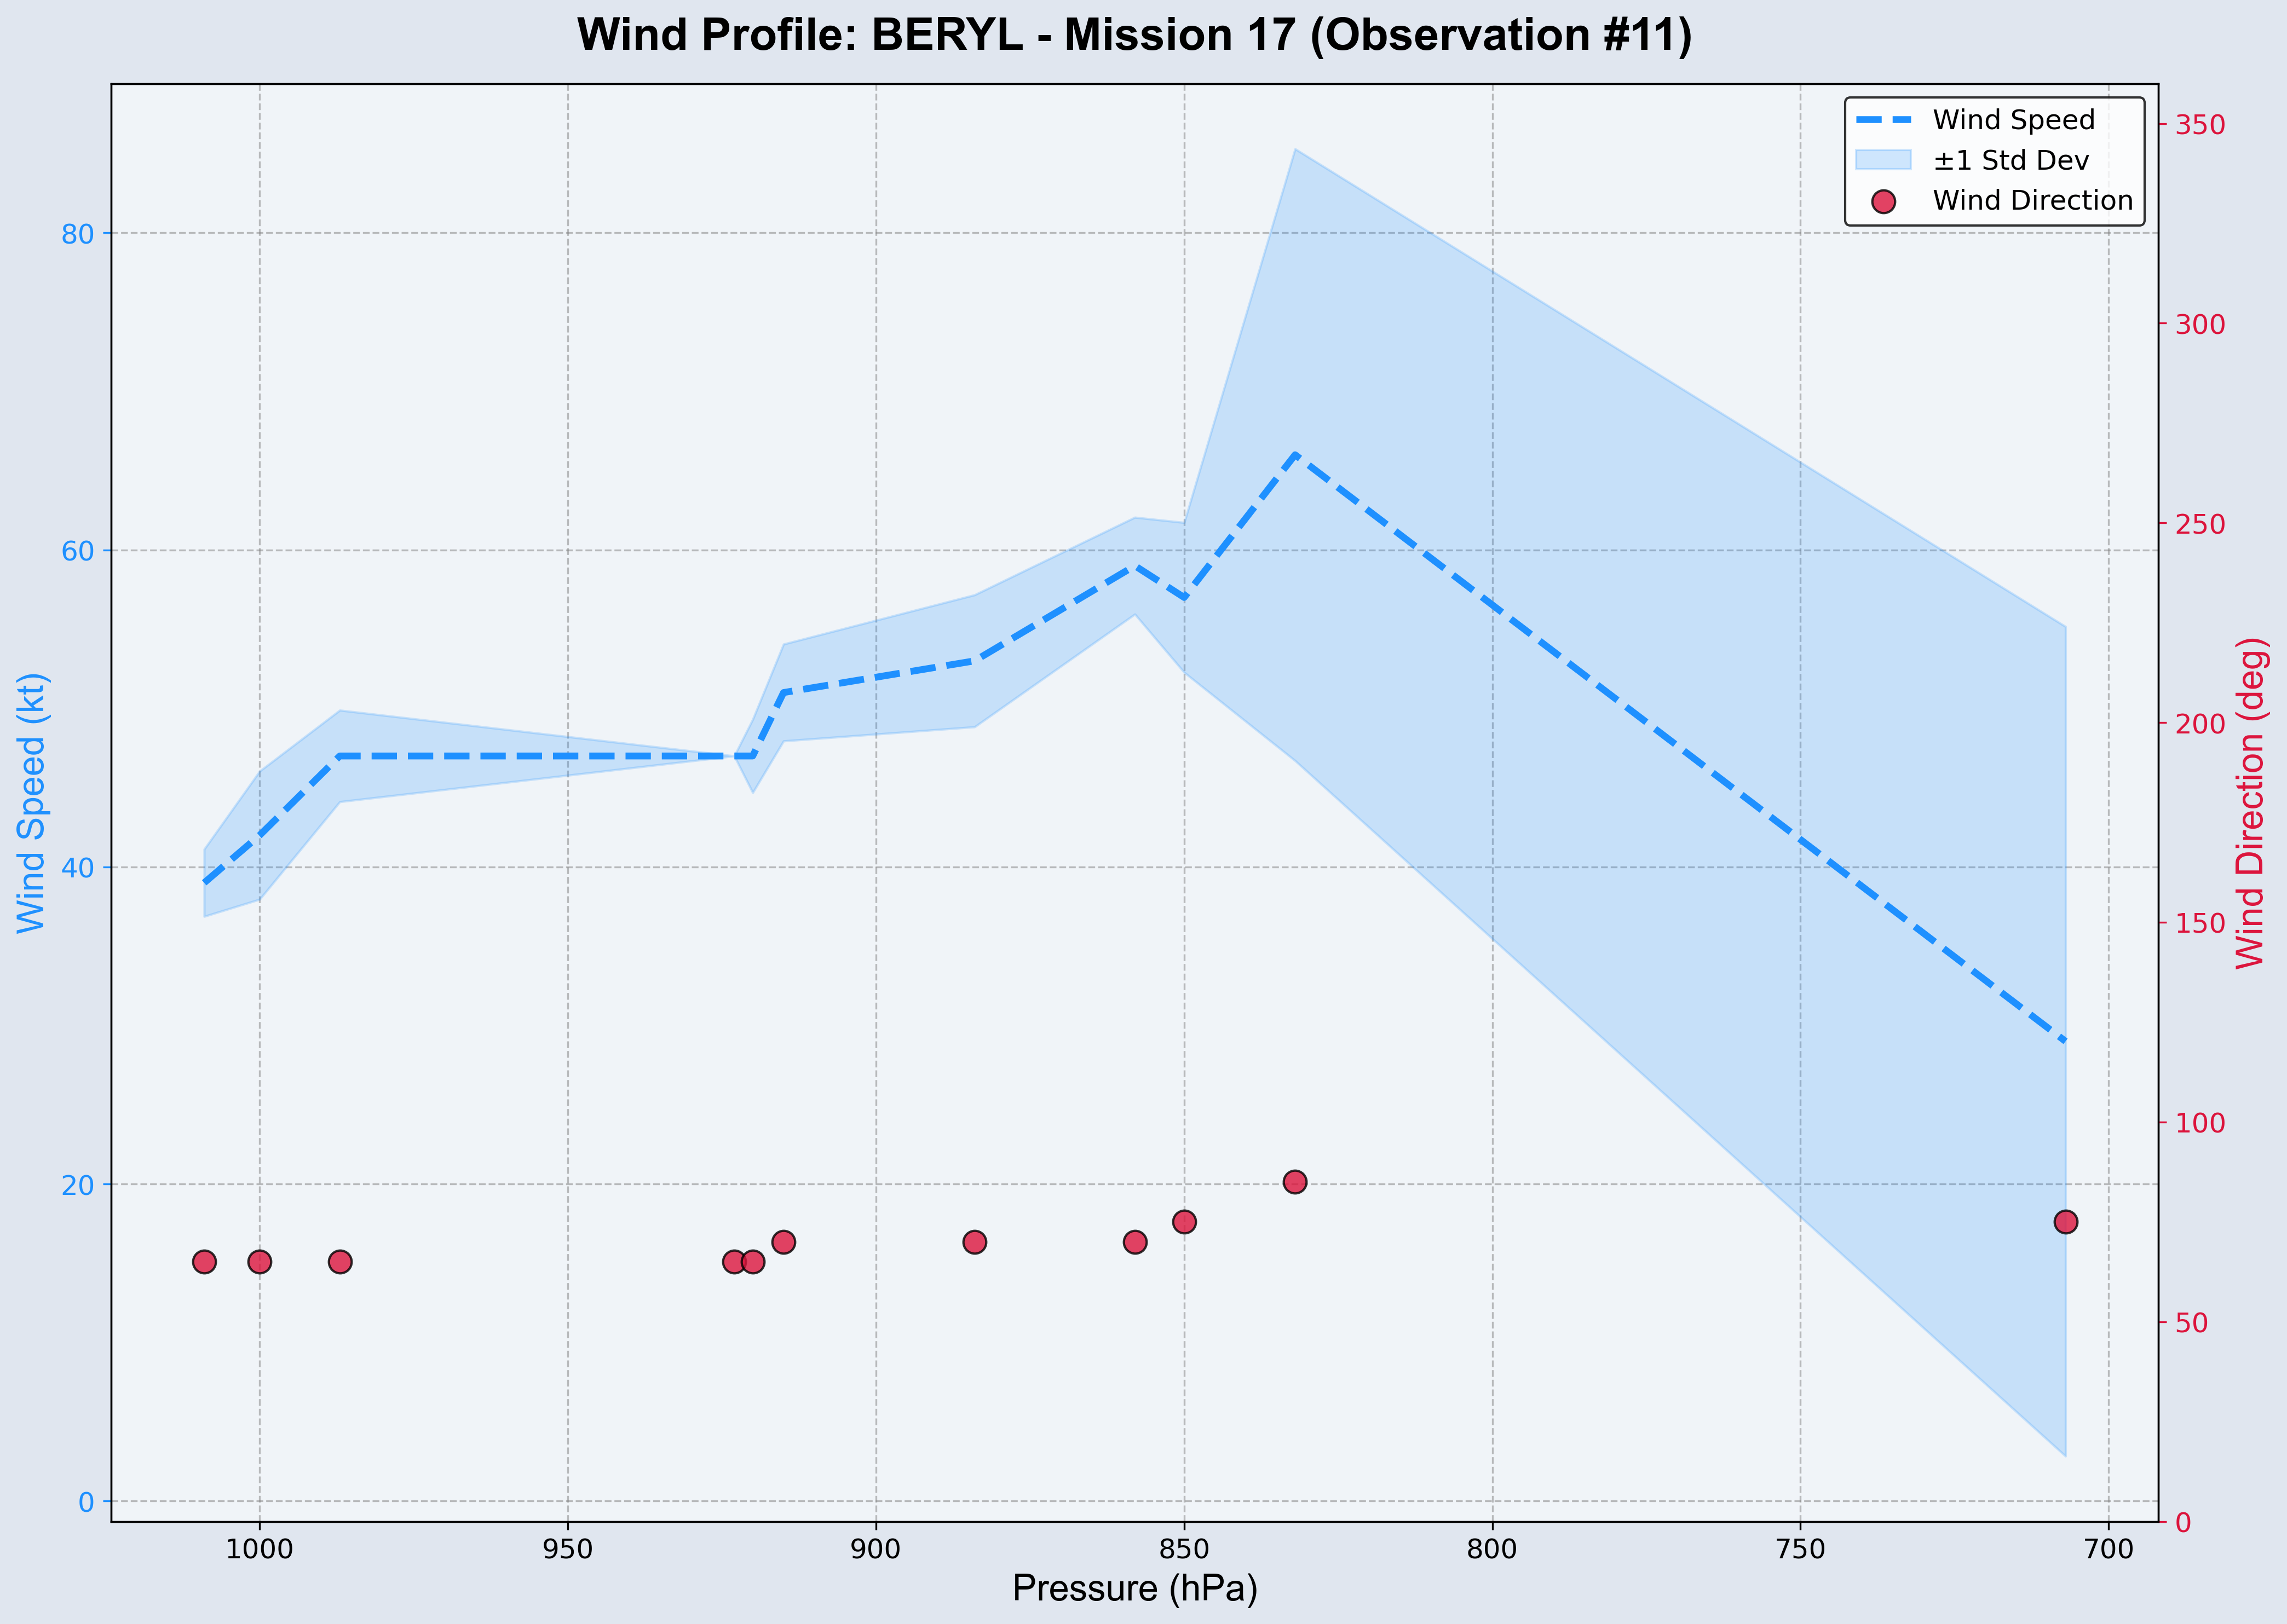 Wind Profile: BERYL - Mission 17 (Observation #11)
Wind Speed
±1 Std Dev
Wind Direction
80
60
40
20
0
Wind Speed (kt)
350
300
250
200
150
100
50
0
Wind Direction (deg)
1000
950
900
850
800
750
700
Pressure (hPa)